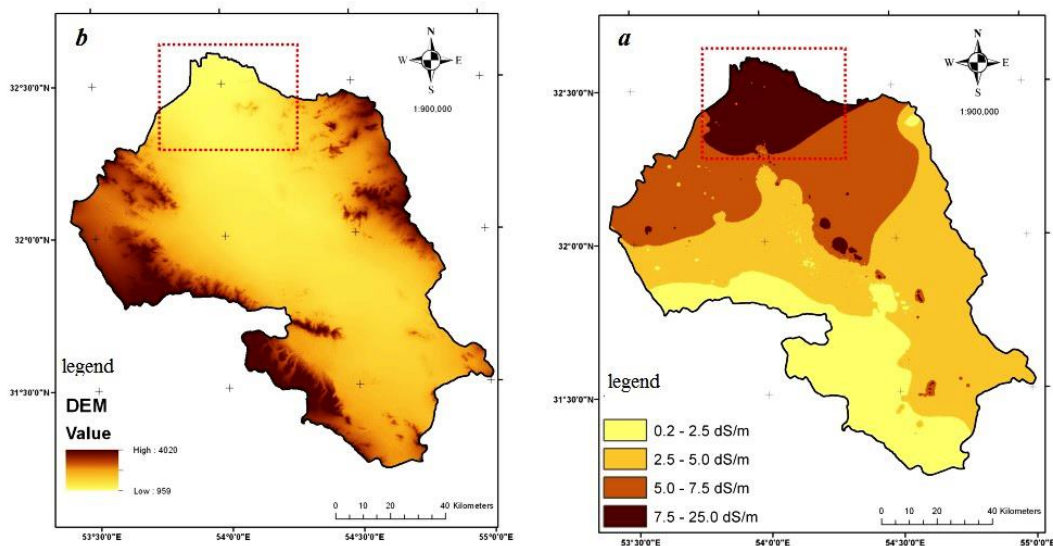 b
N
W E
S
1:900,000
32°30'0"N
32°0'0"N
31°30'0"N
legend
DEM
Value
High : 4020
Low : 959
0 10 20 40 Kilometers
53°30'0"E 54°0'0"E 54°30'0"E 55°0'0"E
a
N
W E
S
1:900,000
32°30'0"N
32°0'0"N
31°30'0"N
legend
0.2 - 2.5 dS/m
2.5 - 5.0 dS/m
5.0 - 7.5 dS/m
7.5 - 25.0 dS/m
0 10 20 40 Kilometers
53°30'0"E 54°0'0"E 54°30'0"E 55°0'0"E